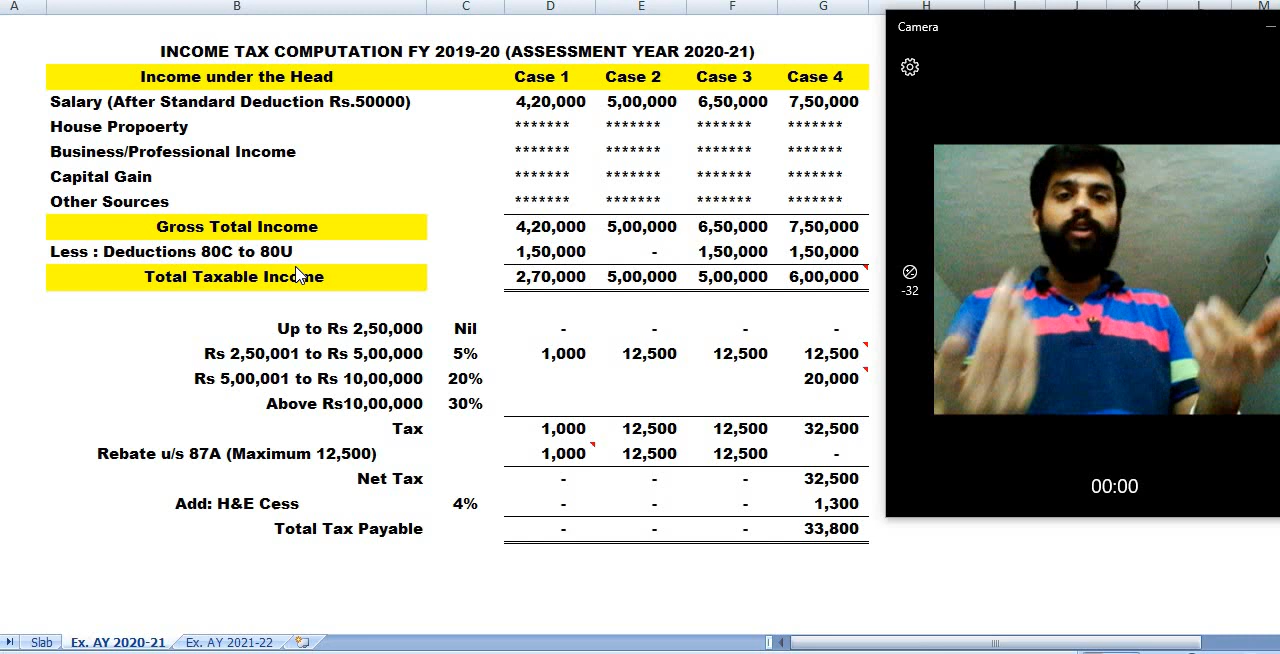 A B C D E F G H I J K L M
Camera
INCOME TAX COMPUTATION FY 2019-20 (ASSESSMENT YEAR 2020-21)
Income under the Head Case 1 Case 2 Case 3 Case 4
Salary (After Standard Deduction Rs.50000) 4,20,000 5,00,000 6,50,000 7,50,000
House Propoerty ******* ******* ******* *******
Business/Professional Income ******* ******* ******* *******
Capital Gain ******* ******* ******* *******
Other Sources ******* ******* ******* *******
Gross Total Income 4,20,000 5,00,000 6,50,000 7,50,000
Less : Deductions 80C to 80U 1,50,000 - 1,50,000 1,50,000
Total Taxable Income 2,70,000 5,00,000 5,00,000 6,00,000
-32
Up to Rs 2,50,000 Nil - - - -
Rs 2,50,001 to Rs 5,00,000 5% 1,000 12,500 12,500 12,500
Rs 5,00,001 to Rs 10,00,000 20% 20,000
Above Rs10,00,000 30%
Tax 1,000 12,500 12,500 32,500
Rebate u/s 87A (Maximum 12,500) 1,000 12,500 12,500 -
Net Tax - - - 32,500
00:00
Add: H&E Cess 4% - - - 1,300
Total Tax Payable - - - 33,800
Slab Ex. AY 2020-21 Ex. AY 2021-22